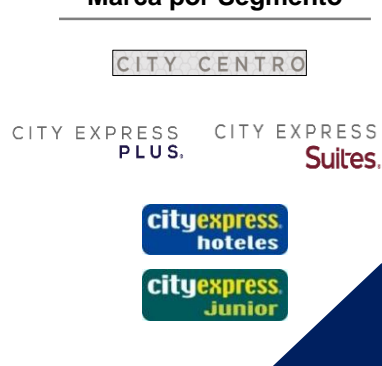 Marca por Segmento
CITY CENTRO
CITY EXPRESS
PLUS®
CITY EXPRESS
Suites®
cityexpress®
hoteles
cityexpress®
junior